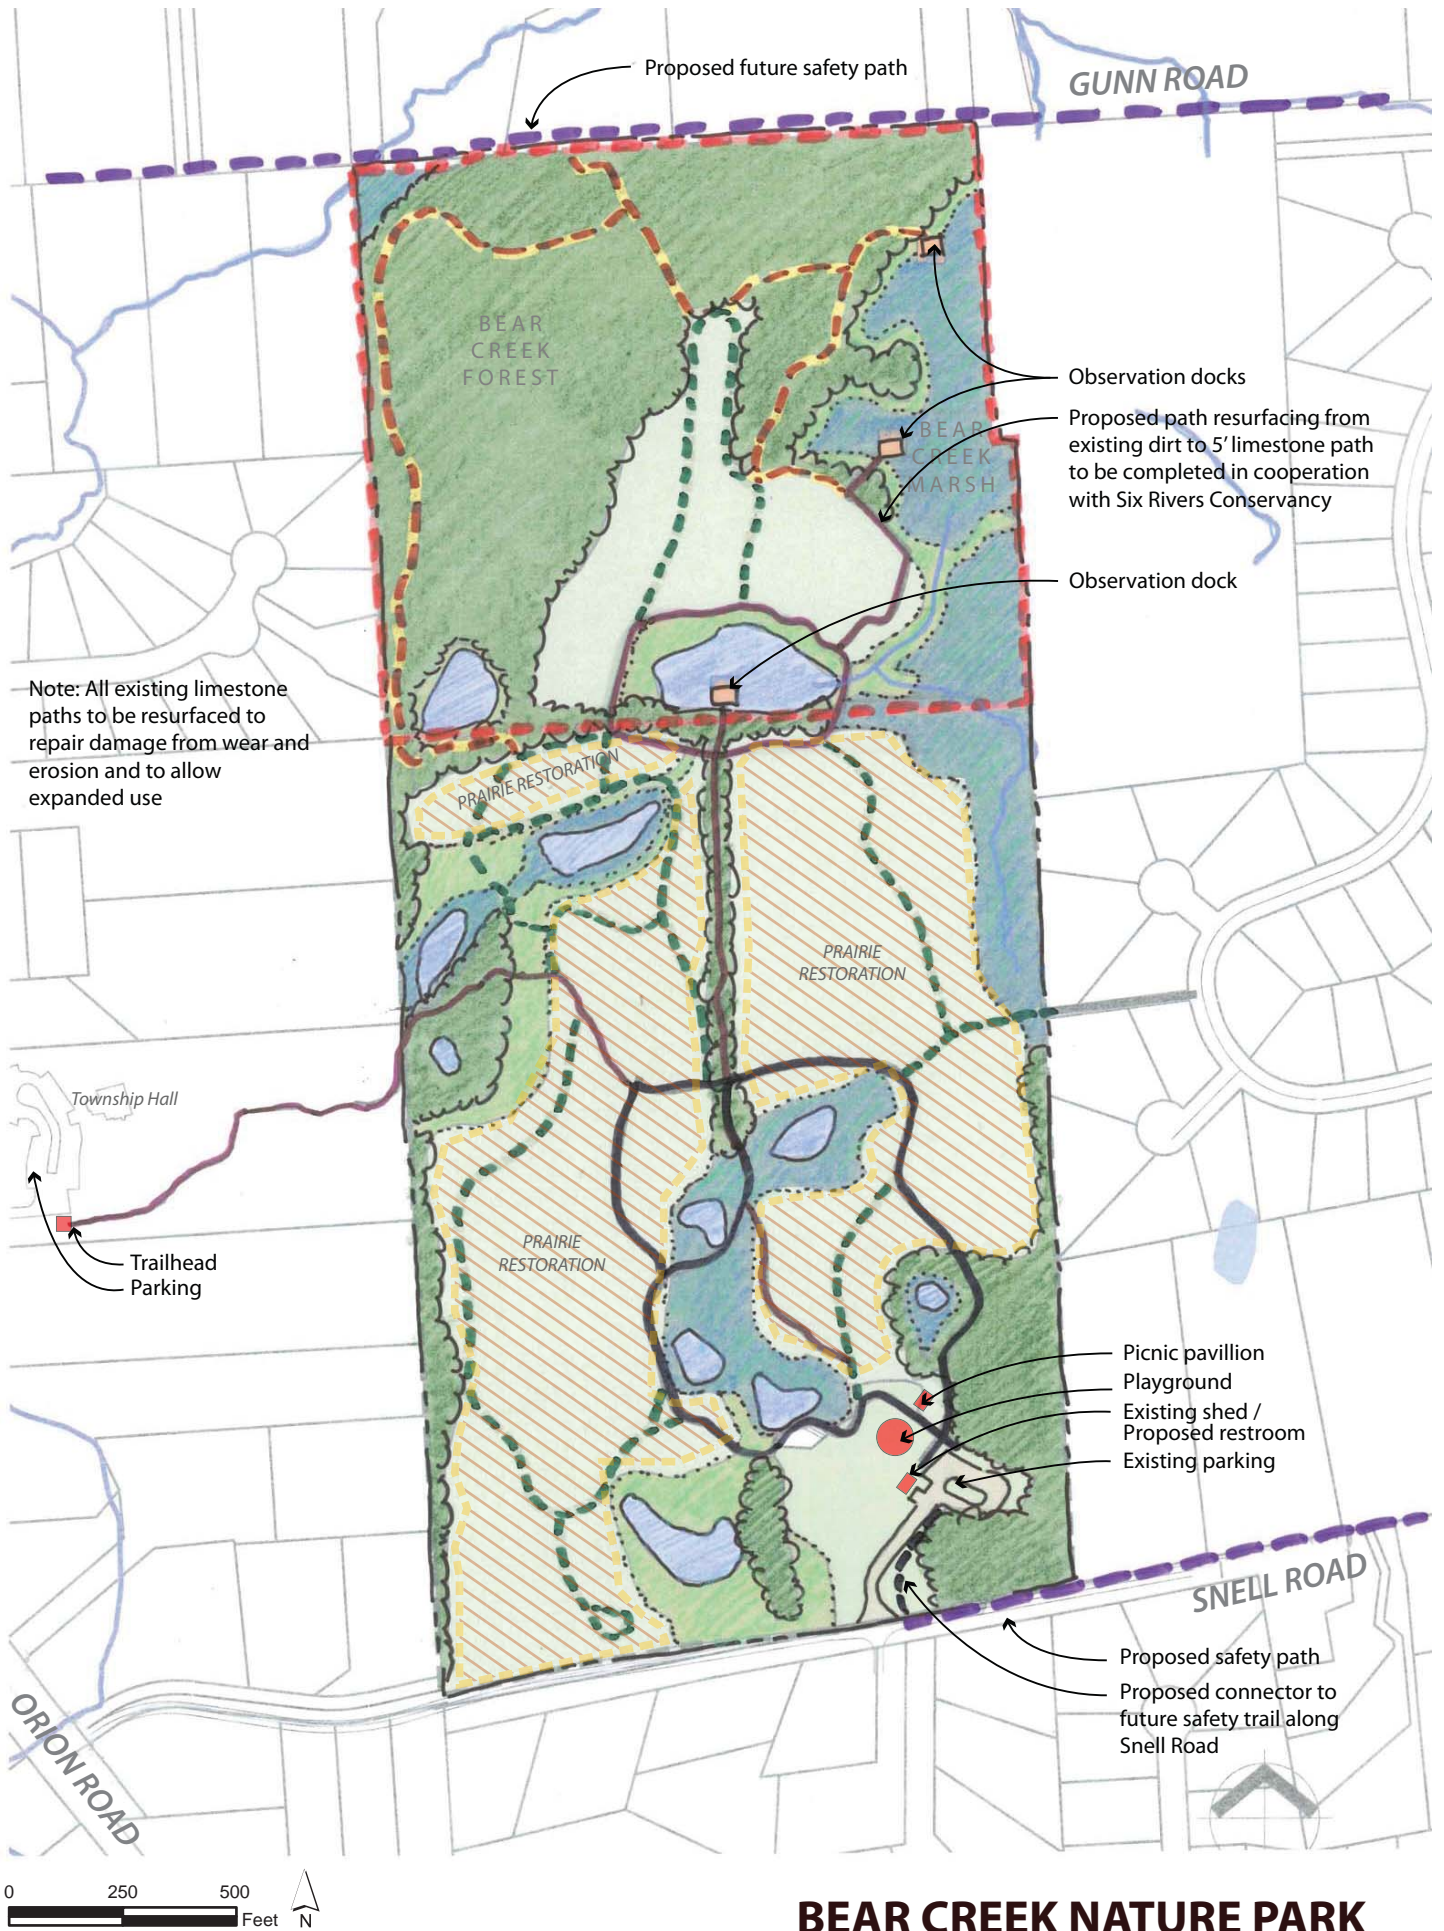 Proposed future safety path
GUNN ROAD
BEAR
CREEK
FOREST
Observation docks
Proposed path resurfacing from
existing dirt to 5' limestone path
to be completed in cooperation
with Six Rivers Conservancy
BEAR
CREEK
MARSH
Observation dock
Note: All existing limestone
paths to be resurfaced to
repair damage from wear and
erosion and to allow
expanded use
PRAIRIE RESTORATION
PRAIRIE
RESTORATION
Township Hall
Trailhead
Parking
PRAIRIE
RESTORATION
Picnic pavillion
Playground
Existing shed /
Proposed restroom
Existing parking
SNELL ROAD
Proposed safety path
Proposed connector to
future safety trail along
Snell Road
ORION ROAD
0 250 500
Feet
N
BEAR CREEK NATURE PARK